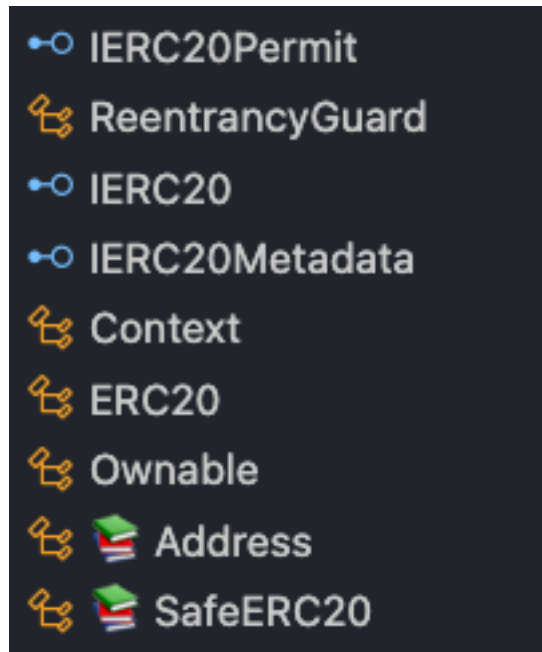 IERC20Permit
ReentrancyGuard
IERC20
IERC20Metadata
Context
ERC20
Ownable
Address
SafeERC20